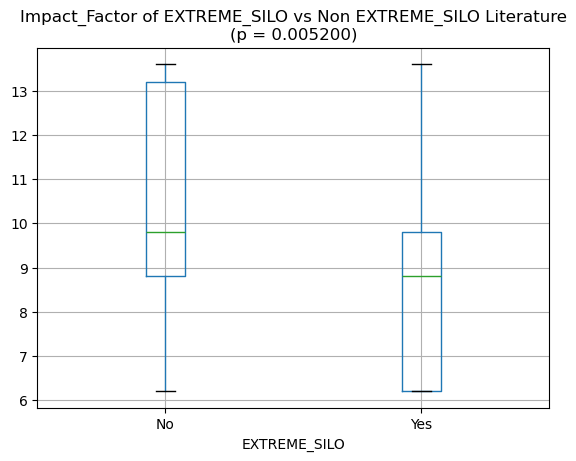 Impact_Factor of EXTREME_SILO vs Non EXTREME_SILO Literature
(p = 0.005200)
13
12
11
10
9
8
7
6
No
Yes
EXTREME_SILO